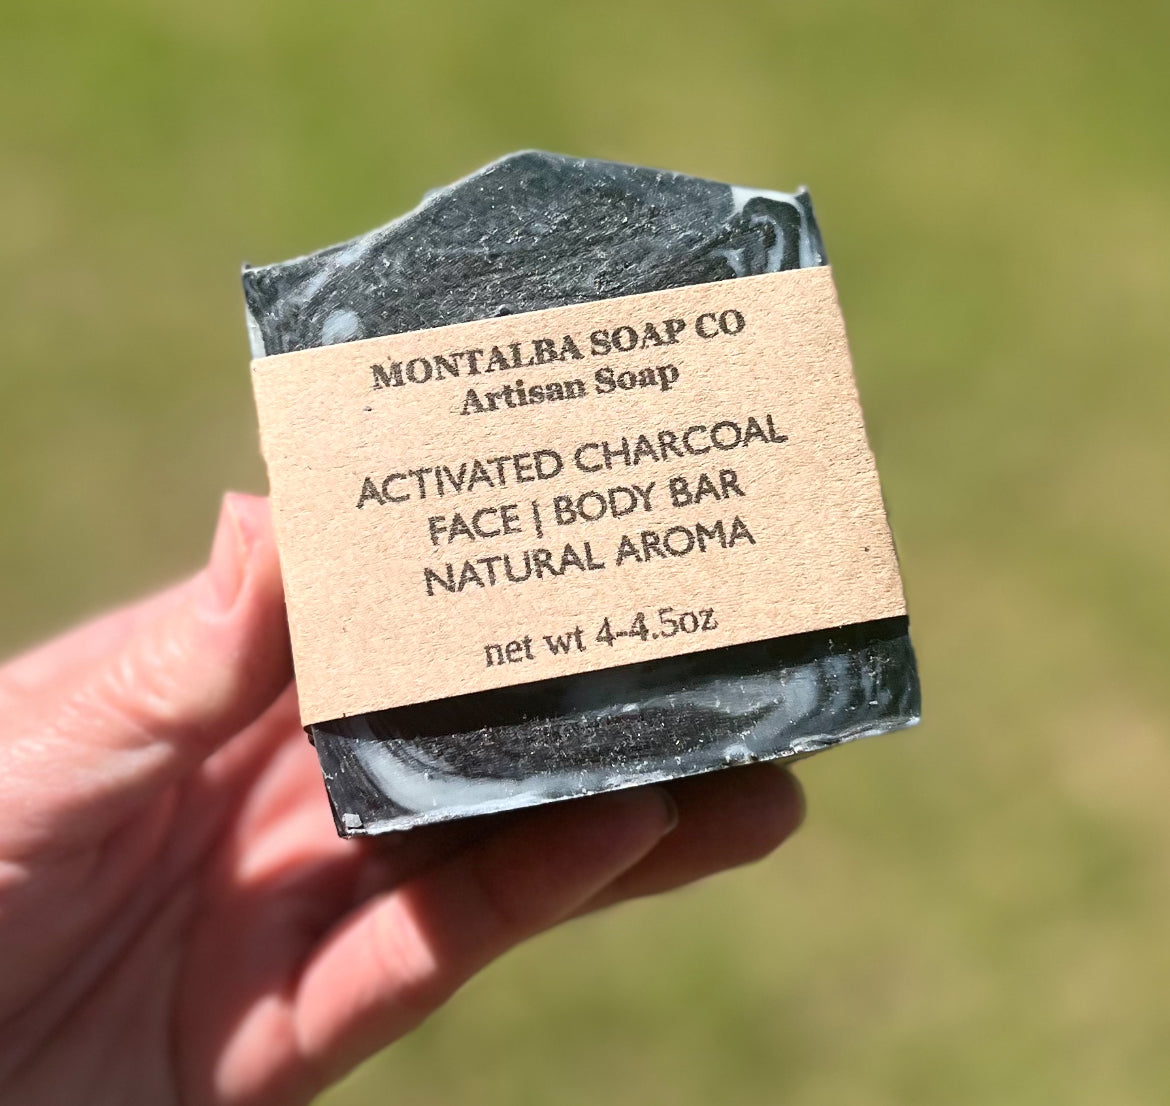 MONTALBA SOAP CO
Artisan Soap
ACTIVATED CHARCOAL
FACE | BODY BAR
NATURAL AROMA
net wt 4-4.5oz